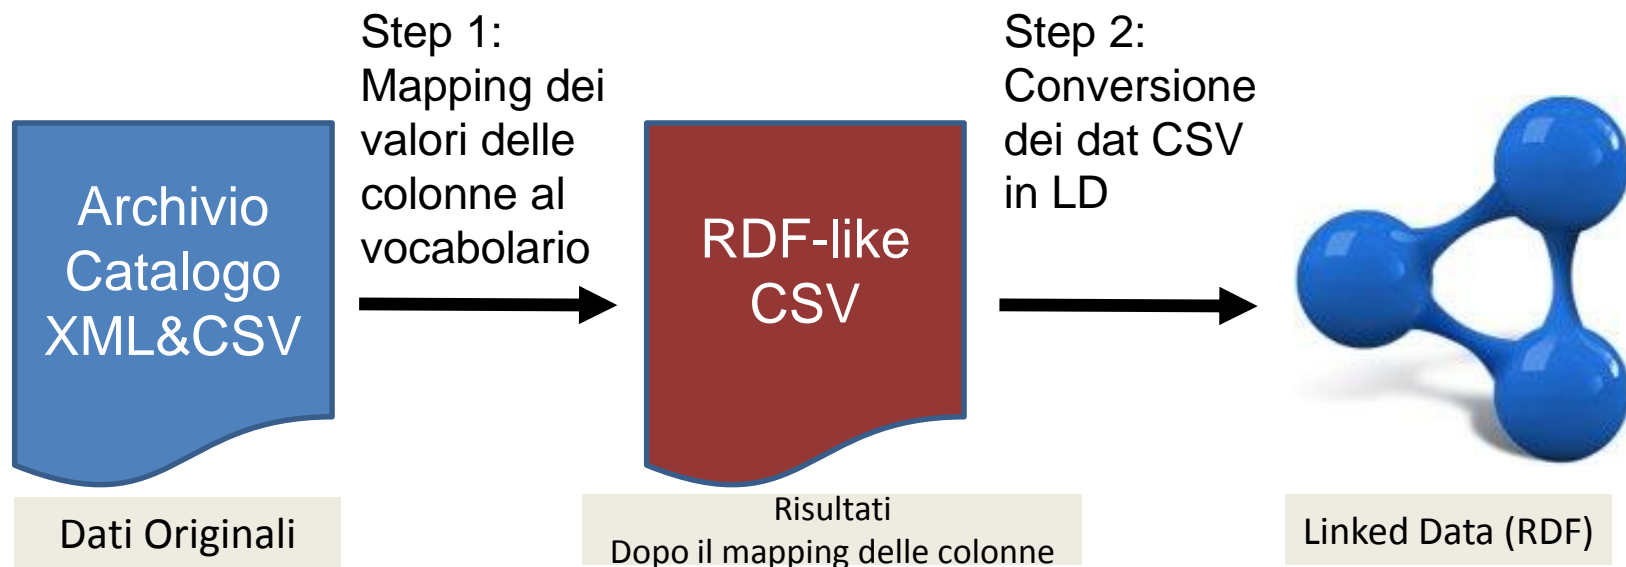 Archivio
Catalogo
XML&CSV
Dati Originali
Step 1:
Mapping dei
valori delle
colonne al
vocabolario
RDF-like
CSV
Risultati
Dopo il mapping delle colonne
Step 2:
Conversione
dei dat CSV
in LD
Linked Data (RDF)